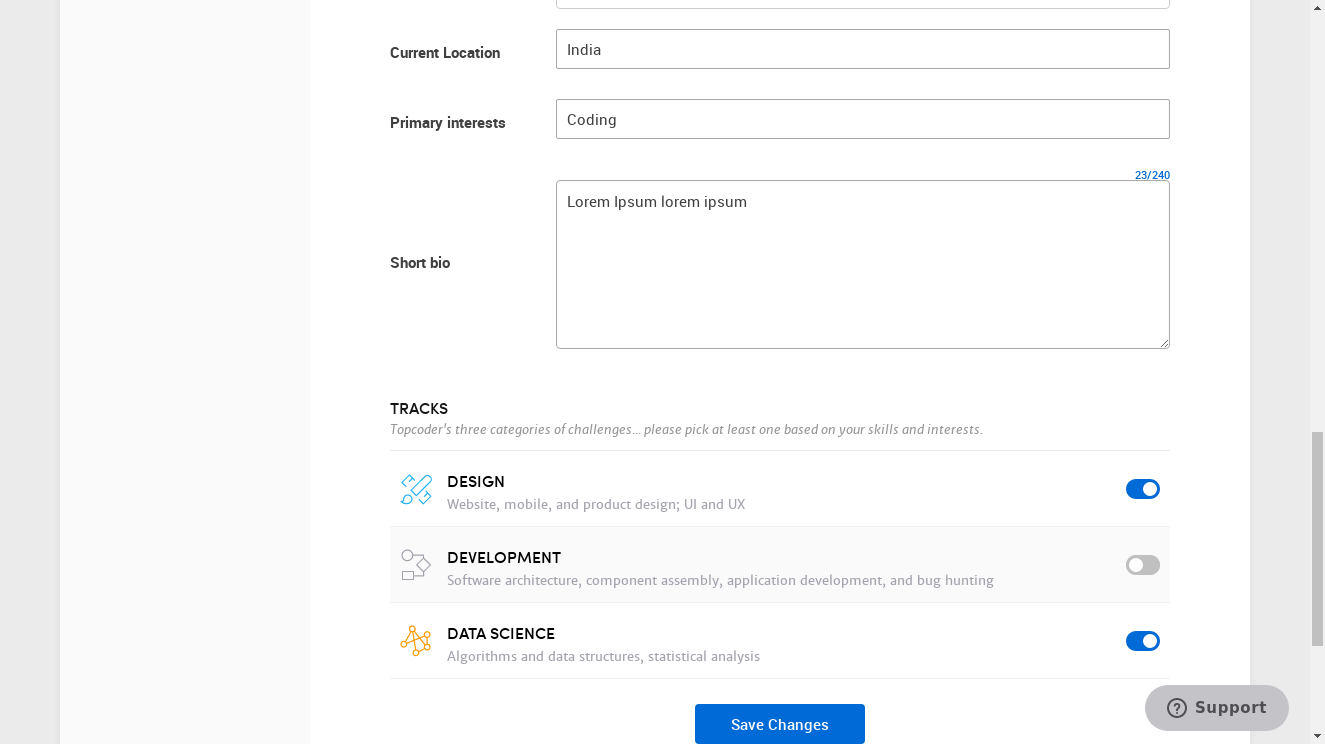 Current Location
India
Primary interests
Coding
23/240
Short bio
Lorem Ipsum lorem ipsum
TRACKS
Topcoder's three categories of challenges... please pick at least one based on your skills and interests.
DESIGN
Website, mobile, and product design; UI and UX
DEVELOPMENT
Software architecture, component assembly, application development, and bug hunting
DATA SCIENCE
Algorithms and data structures, statistical analysis
Save Changes
Support